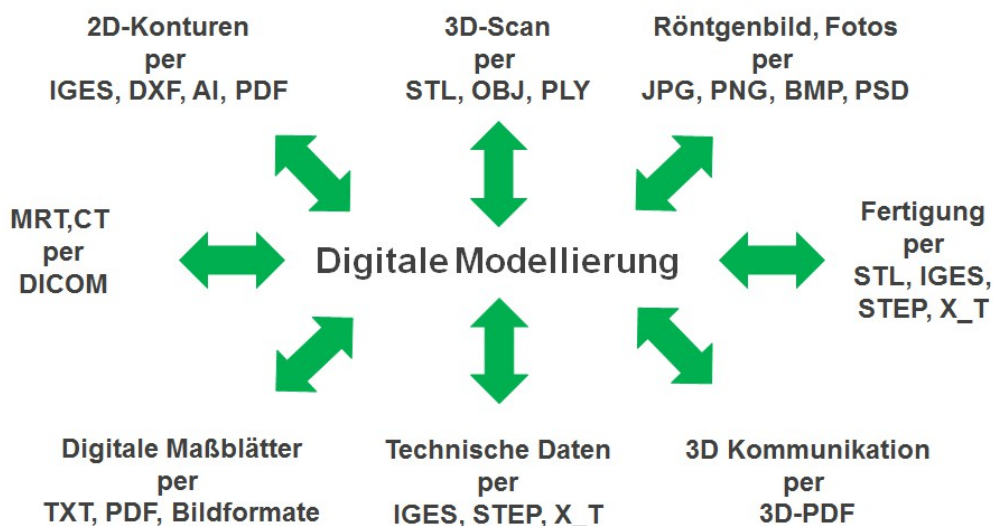 2D-Konturen
per
IGES, DXF, AI, PDF
3D-Scan
per
STL, OBJ, PLY
Röntgenbild, Fotos
per
JPG, PNG, BMP, PSD
MRT,CT
per
DICOM
Digitale Modellierung
Fertigung
per
STL, IGES,
STEP, X_T
Digitale Maßblätter
per
TXT, PDF, Bildformate
Technische Daten
per
IGES, STEP, X_T
3D Kommunikation
per
3D-PDF